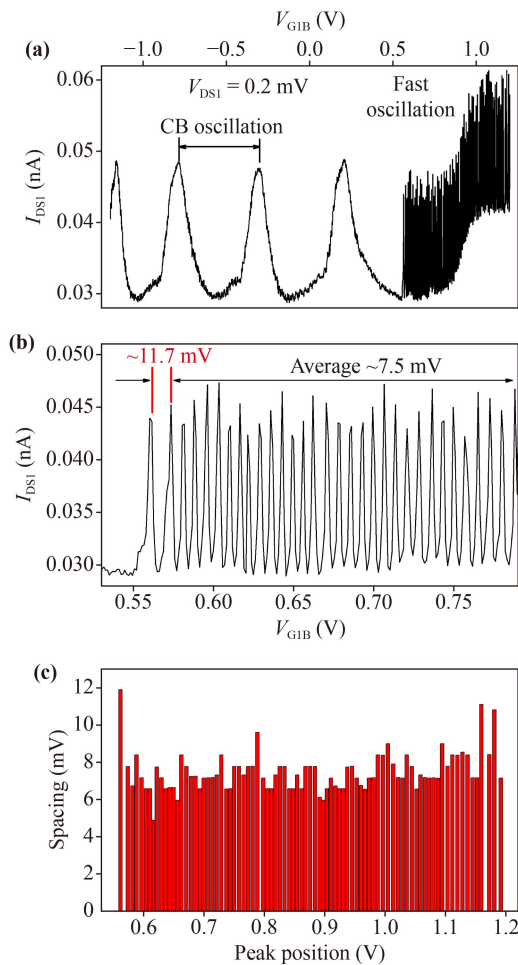 V_G1B (V)
−1.0 −0.5 0 0.5 1.0
(a)
0.06
0.05
0.04
0.03
I_DS1 (nA)
V_DS1 = 0.2 mV
CB oscillation
Fast
oscillation
(b)
0.050
0.045
0.040
0.035
0.030
I_DS1 (nA)
~11.7 mV
Average ~7.5 mV
0.55 0.60 0.65 0.70 0.75
V_G1B (V)
(c)
12
10
8
6
4
2
0
Spacing (mV)
0.6 0.7 0.8 0.9 1.0 1.1 1.2
Peak position (V)